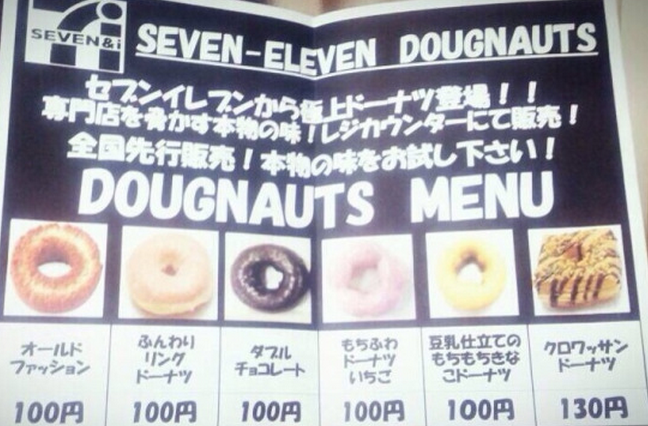 SEVEN&i
SEVEN-ELEVEN DOUGNAUTS
セブンイレブンから極上ドーナツ登場！！
専門店を脅かす本物の味！レジカウンターにて販売！
全国先行販売！本物の味をお試し下さい！
DOUGNAUTS MENU
オールド
ファッション
100円
ふんわり
リング
ドーナツ
100円
ダブル
チョコレート
100円
もちふわ
ドーナツ
いちご
100円
豆乳仕立ての
もちもちきな
こドーナツ
100円
クロワッサン
ドーナツ
130円